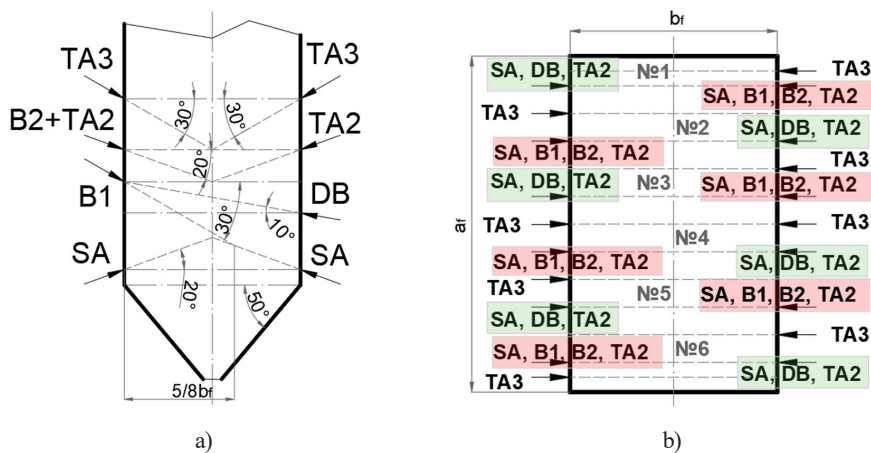 TA3
TA3
30°
30°
B2+TA2
TA2
20°
B1
DB
30°
10°
SA
SA
20°
50°
5/8bf
a)
bf
SA, DB, TA2
№1
TA3
SA, B1, B2, TA2
TA3
№2
SA, DB, TA2
SA, B1, B2, TA2
TA3
SA, DB, TA2
№3
SA, B1, B2, TA2
af
TA3
TA3
№4
SA, B1, B2, TA2
SA, DB, TA2
TA3
№5
SA, B1, B2, TA2
SA, DB, TA2
TA3
SA, B1, B2, TA2
№6
TA3
SA, DB, TA2
b)